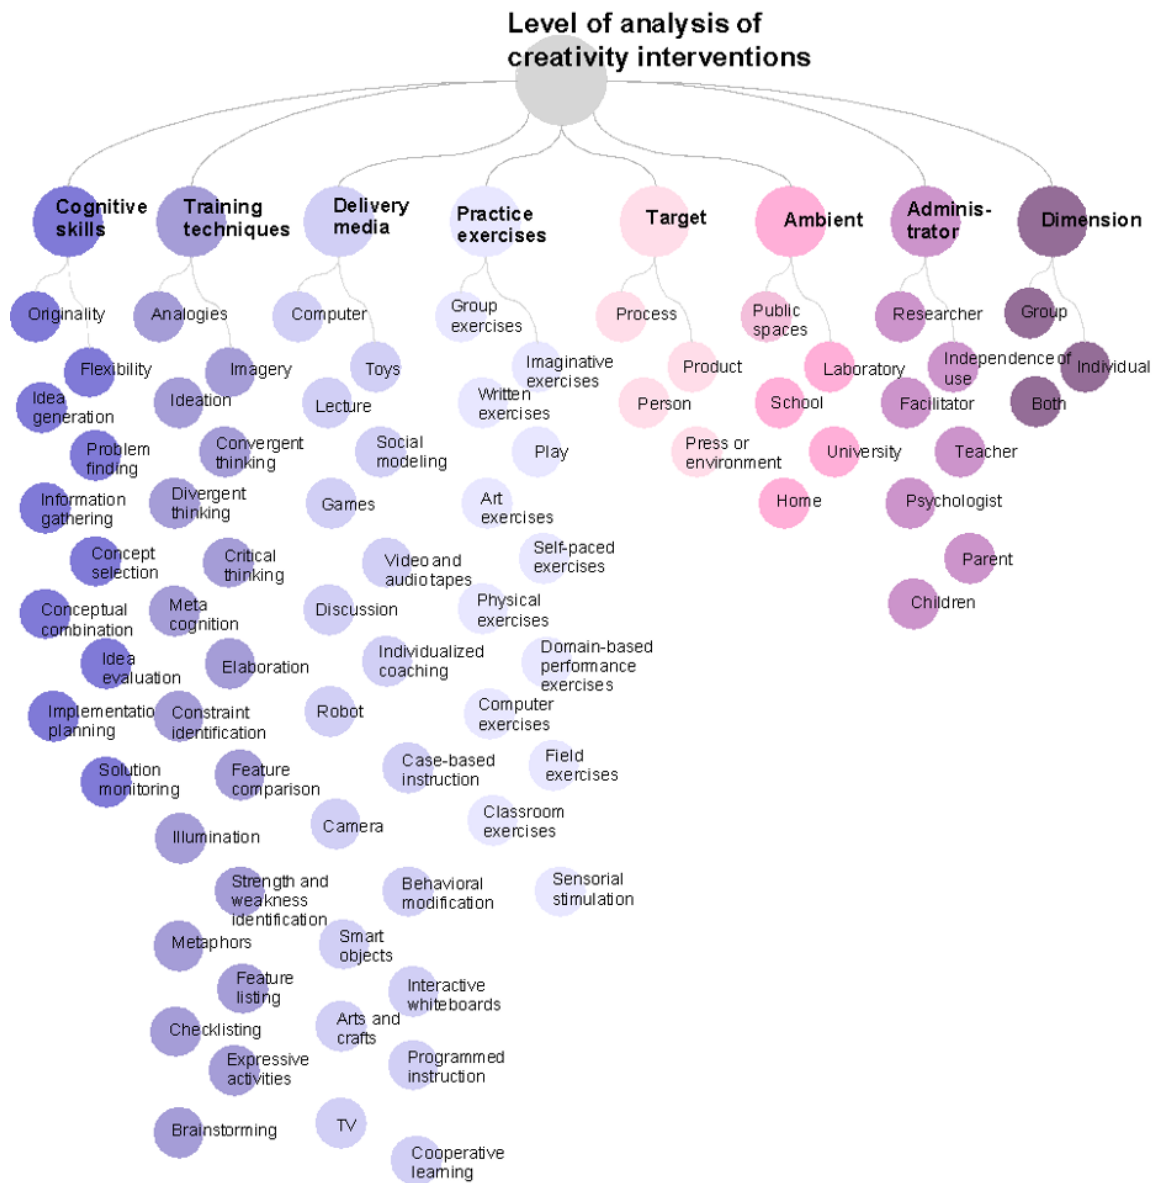 Level of analysis of
creativity interventions
Cognitive
skills
Training
techniques
Delivery
media
Practice
exercises
Target
Ambient
Adminis-
trator
Dimension
Originality
Flexibility
Idea
generation
Problem
finding
Information
gathering
Concept
selection
Conceptual
combination
Idea
evaluation
Implementatio
planning
Solution
monitoring
Analogies
Imagery
Ideation
Convergent
thinking
Divergent
thinking
Critical
thinking
Meta
cognition
Elaboration
Constraint
identification
Feature
comparison
Illumination
Strength and
weakness
identification
Metaphors
Feature
listing
Checklisting
Expressive
activities
Brainstorming
Computer
Toys
Lecture
Social
modeling
Games
Video and
audio tapes
Discussion
Individualized
coaching
Robot
Case-based
instruction
Camera
Behavioral
modification
Smart
objects
Interactive
whiteboards
Arts and
crafts
Programmed
instruction
TV
Cooperative
learning
Group
exercises
Imaginative
exercises
Written
exercises
Play
Art
exercises
Self-paced
exercises
Physical
exercises
Domain-based
performance
exercises
Computer
exercises
Field
exercises
Classroom
exercises
Sensorial
stimulation
Process
Product
Person
Press or
environment
Public
spaces
Laboratory
School
University
Home
Researcher
Independence of
use
Facilitator
Teacher
Psychologist
Parent
Children
Group
Individual
Both